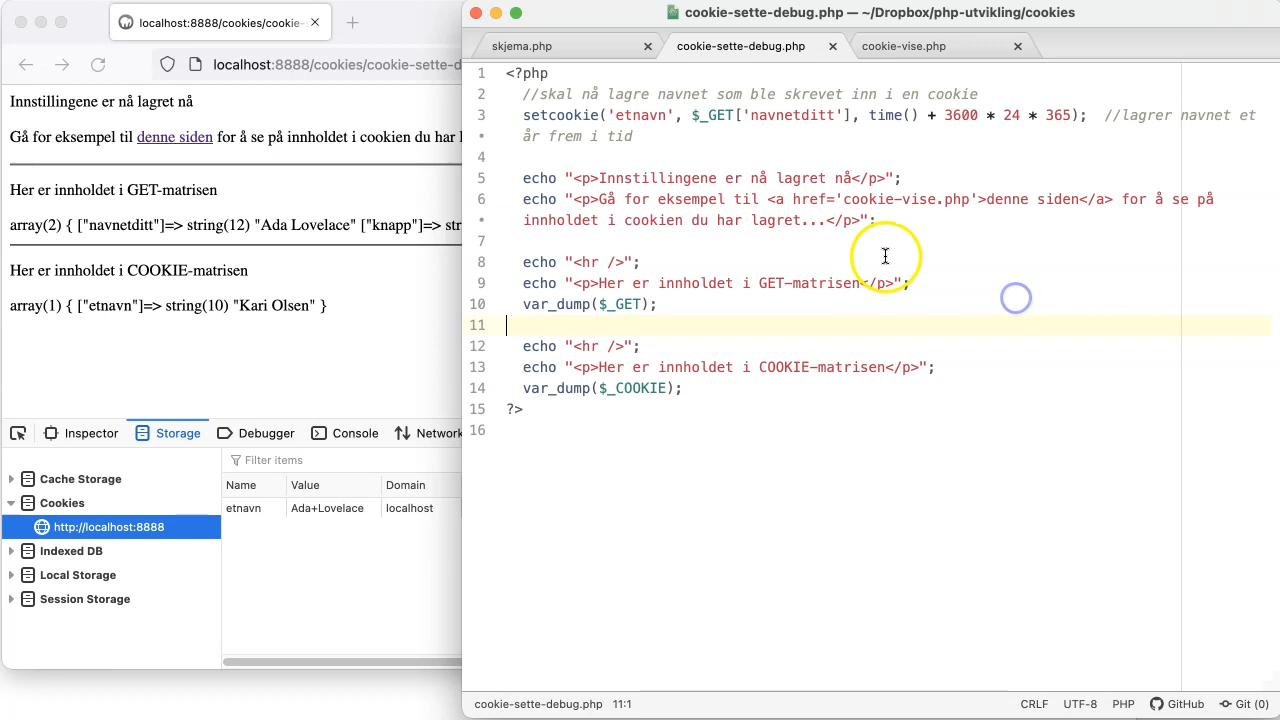 localhost:8888/cookies/cookie-
localhost:8888/cookies/cookie-sette-d
Innstillingene er nå lagret nå
Gå for eksempel til denne siden for å se på innholdet i cookien du har l
Her er innholdet i GET-matrisen
array(2) { ["navnetditt"]=> string(12) "Ada Lovelace" ["knapp"]=> str
Her er innholdet i COOKIE-matrisen
array(1) { ["etnavn"]=> string(10) "Kari Olsen" }
Inspector Storage Debugger Console Network
Filter items
Cache Storage
Cookies
http://localhost:8888
Indexed DB
Local Storage
Session Storage
Name Value Domain
etnavn Ada+Lovelace localhost
cookie-sette-debug.php — ~/Dropbox/php-utvikling/cookies
skjema.php cookie-sette-debug.php cookie-vise.php
1 <?php
2 //skal nå lagre navnet som ble skrevet inn i en cookie
3 setcookie('etnavn', $_GET['navnetditt'], time() + 3600 * 24 * 365); //lagrer navnet et
• år frem i tid
4
5 echo "<p>Innstillingene er nå lagret nå</p>";
6 echo "<p>Gå for eksempel til <a href='cookie-vise.php'>denne siden</a> for å se på
• innholdet i cookien du har lagret...</p>";
7
8 echo "<hr />";
9 echo "<p>Her er innholdet i GET-matrisen</p>";
10 var_dump($_GET);
11
12 echo "<hr />";
13 echo "<p>Her er innholdet i COOKIE-matrisen</p>";
14 var_dump($_COOKIE);
15 ?>
16
cookie-sette-debug.php 11:1 CRLF UTF-8 PHP GitHub Git (0)